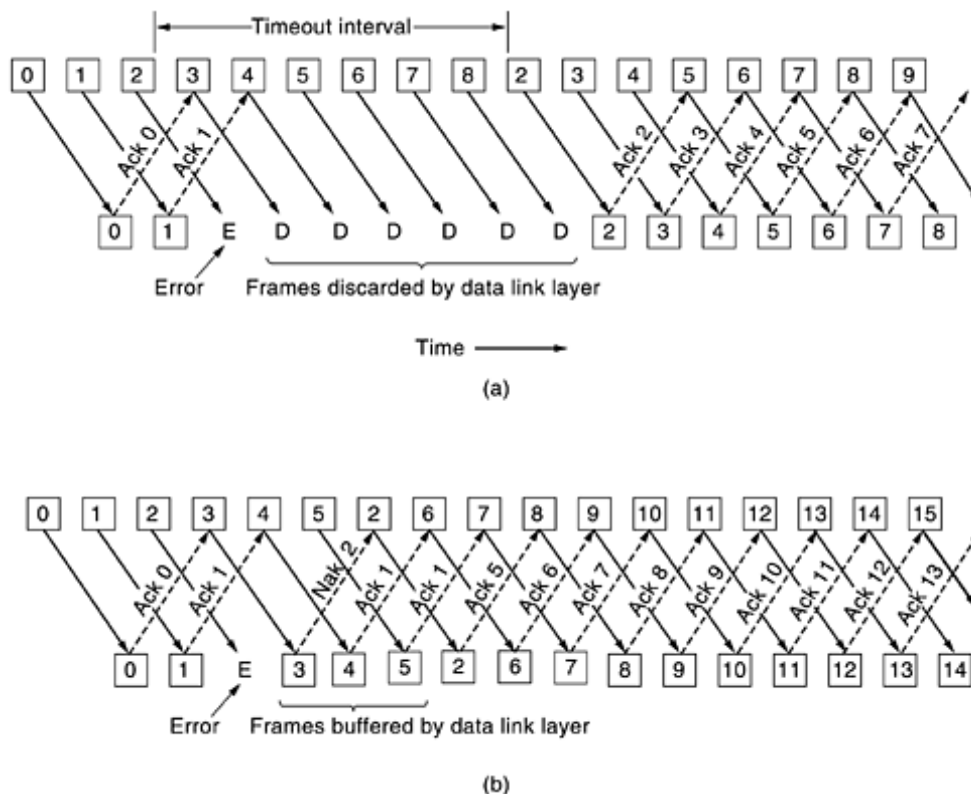 Timeout interval
0 1 2 3 4 5 6 7 8 2 3 4 5 6 7 8 9
Ack 0 Ack 1 Ack 2 Ack 3 Ack 4 Ack 5 Ack 6 Ack 7
0 1 E D D D D D D 2 3 4 5 6 7 8
Error Frames discarded by data link layer
Time
(a)
0 1 2 3 4 5 2 6 7 8 9 10 11 12 13 14 15
Ack 0 Ack 1 Nak 2 Ack 1 Ack 1 Ack 5 Ack 6 Ack 7 Ack 8 Ack 9 Ack 10 Ack 11 Ack 12 Ack 13
0 1 E 3 4 5 2 6 7 8 9 10 11 12 13 14
Error Frames buffered by data link layer
(b)